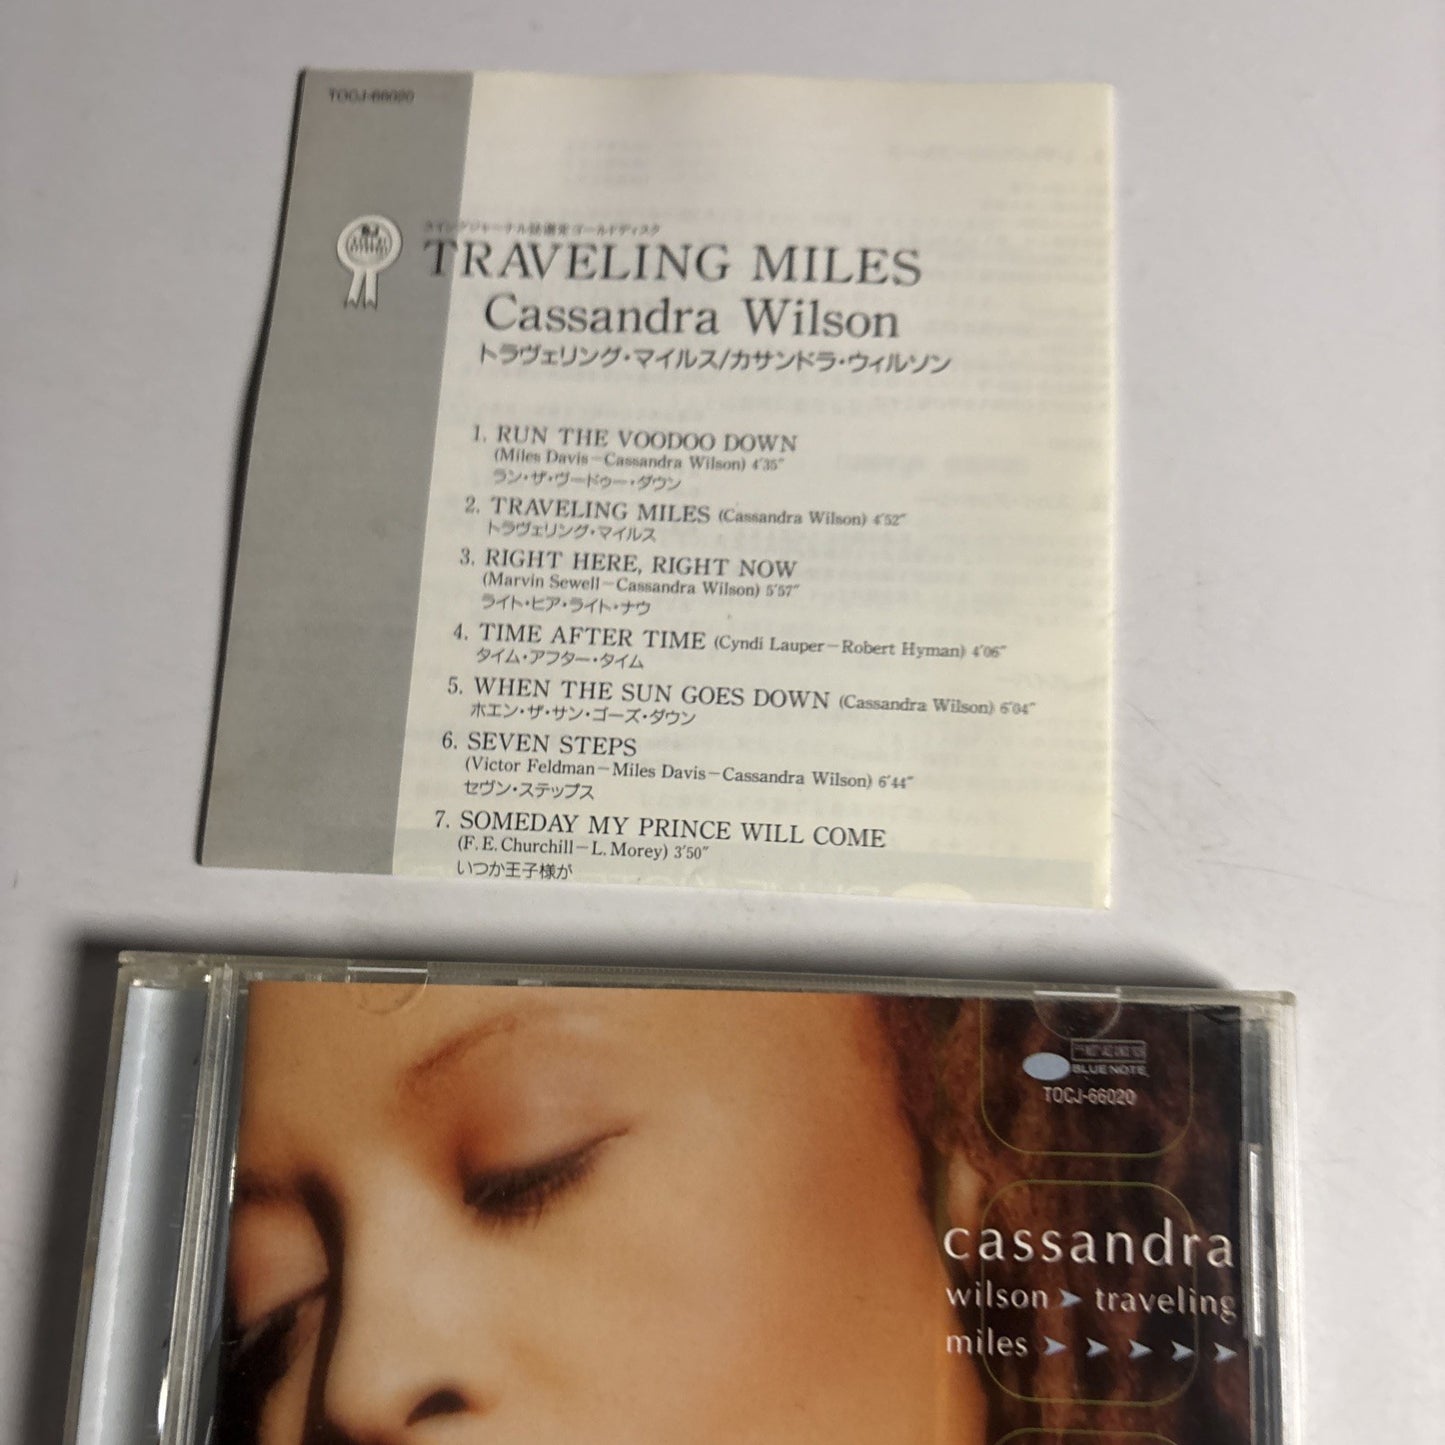 TOCJ-66020
スイングジャーナル誌選定ゴールドディスク
SJ
TRAVELING MILES
Cassandra Wilson
トラヴェリング・マイルス/カサンドラ・ウィルソン
1. RUN THE VOODOO DOWN
(Miles Davis–Cassandra Wilson) 4′35″
ラン・ザ・ヴードゥー・ダウン
2. TRAVELING MILES (Cassandra Wilson) 4′52″
トラヴェリング・マイルス
3. RIGHT HERE, RIGHT NOW
(Marvin Sewell–Cassandra Wilson) 5′57″
ライト・ヒア・ライト・ナウ
4. TIME AFTER TIME (Cyndi Lauper–Robert Hyman) 4′06″
タイム・アフター・タイム
5. WHEN THE SUN GOES DOWN (Cassandra Wilson) 6′04″
ホエン・ザ・サン・ゴーズ・ダウン
6. SEVEN STEPS
(Victor Feldman–Miles Davis–Cassandra Wilson) 6′44″
セヴン・ステップス
7. SOMEDAY MY PRINCE WILL COME
(F. E. Churchill–L. Morey) 3′50″
いつか王子様が
BLUE NOTE
TOCJ-66020
cassandra
wilson ➤ traveling
miles ➤ ➤ ➤ ➤ ➤